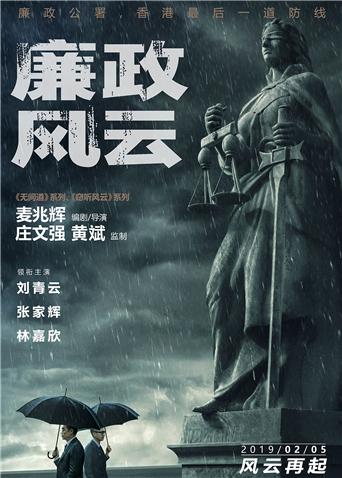 廉政公署 香港最后一道防线
廉政
风云
《无间道》系列、《窃听风云》系列
麦兆辉 编剧/导演
庄文强 黄斌 监制
领衔主演
刘青云
张家辉
林嘉欣
2019/02/05
风云再起